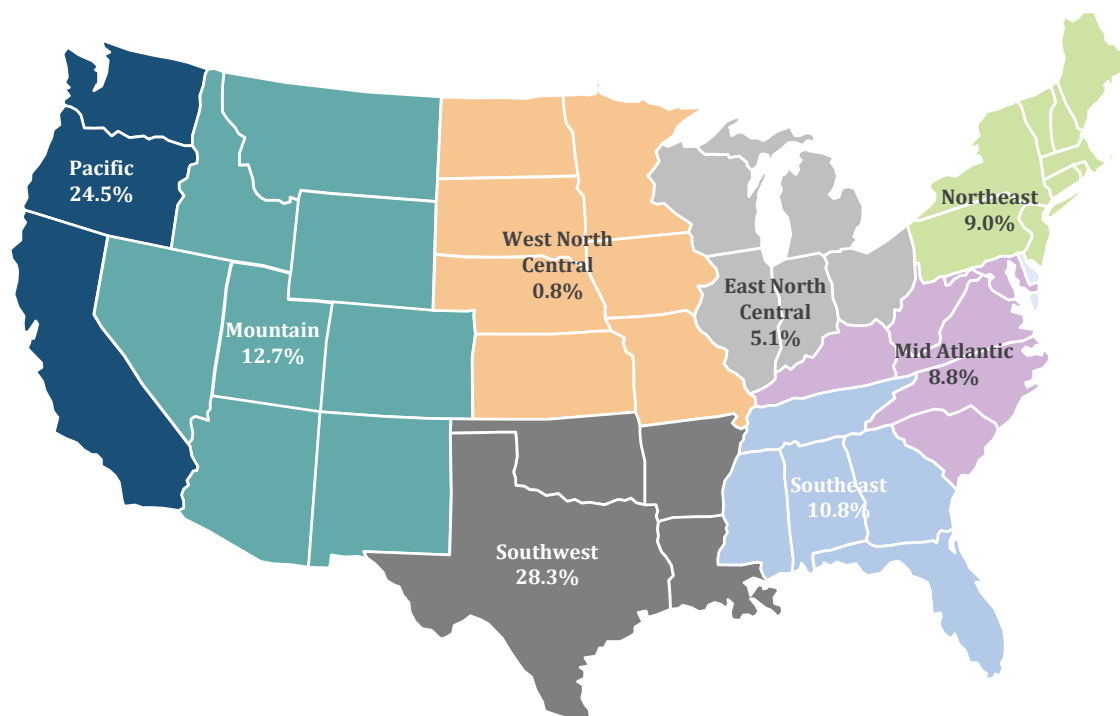 Pacific
24.5%
Mountain
12.7%
West North
Central
0.8%
Southwest
28.3%
East North
Central
5.1%
Northeast
9.0%
Mid Atlantic
8.8%
Southeast
10.8%